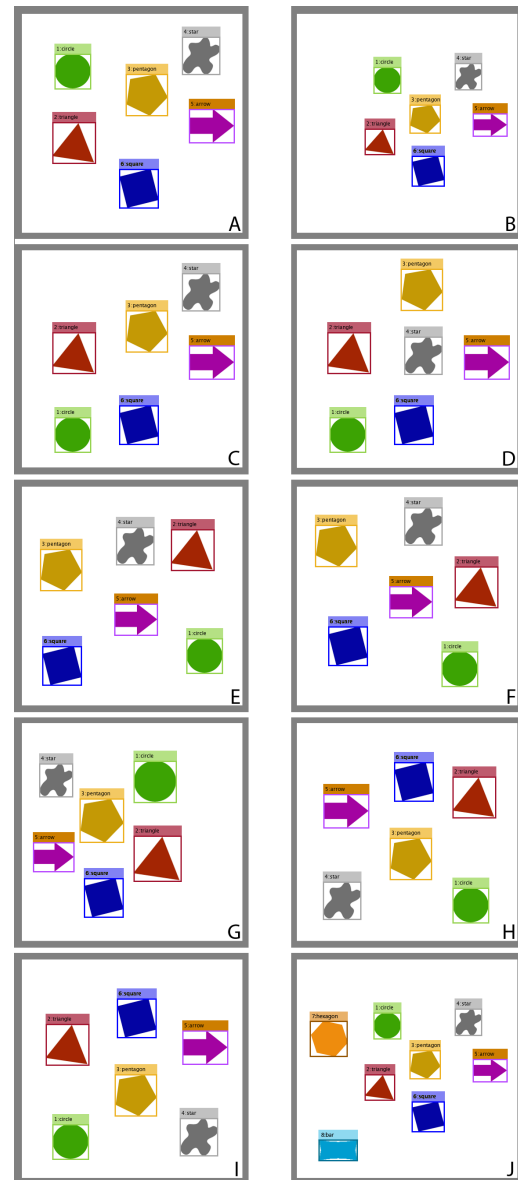 4:star
1:circle
3:pentagon
5:arrow
2:triangle
6:square
A
4:star
1:circle
3:pentagon
5:arrow
2:triangle
6:square
B
4:star
3:pentagon
2:triangle
5:arrow
6:square
1:circle
C
3:pentagon
2:triangle
4:star
5:arrow
6:square
1:circle
D
4:star
2:triangle
3:pentagon
5:arrow
1:circle
6:square
E
4:star
3:pentagon
2:triangle
5:arrow
6:square
1:circle
F
1:circle
4:star
3:pentagon
5:arrow
2:triangle
6:square
G
6:square
2:triangle
5:arrow
3:pentagon
4:star
1:circle
H
6:square
2:triangle
5:arrow
3:pentagon
4:star
1:circle
I
4:star
1:circle
7:hexagon
3:pentagon
5:arrow
2:triangle
6:square
8:bar
J